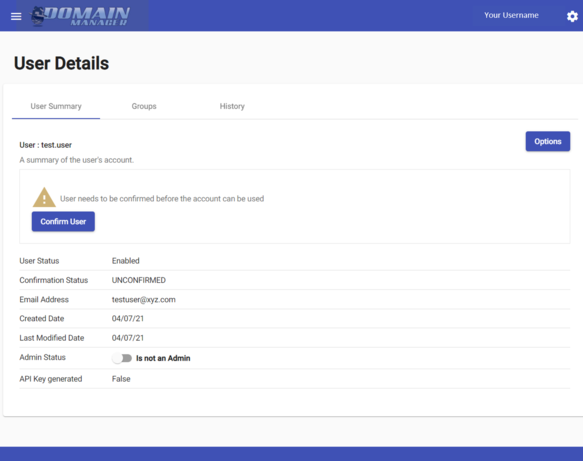 DOMAIN
MANAGER
Your Username
User Details
User Summary Groups History
User : test.user
Options
A summary of the user's account.
User needs to be confirmed before the account can be used
Confirm User
User Status Enabled
Confirmation Status UNCONFIRMED
Email Address testuser@xyz.com
Created Date 04/07/21
Last Modified Date 04/07/21
Admin Status Is not an Admin
API Key generated False